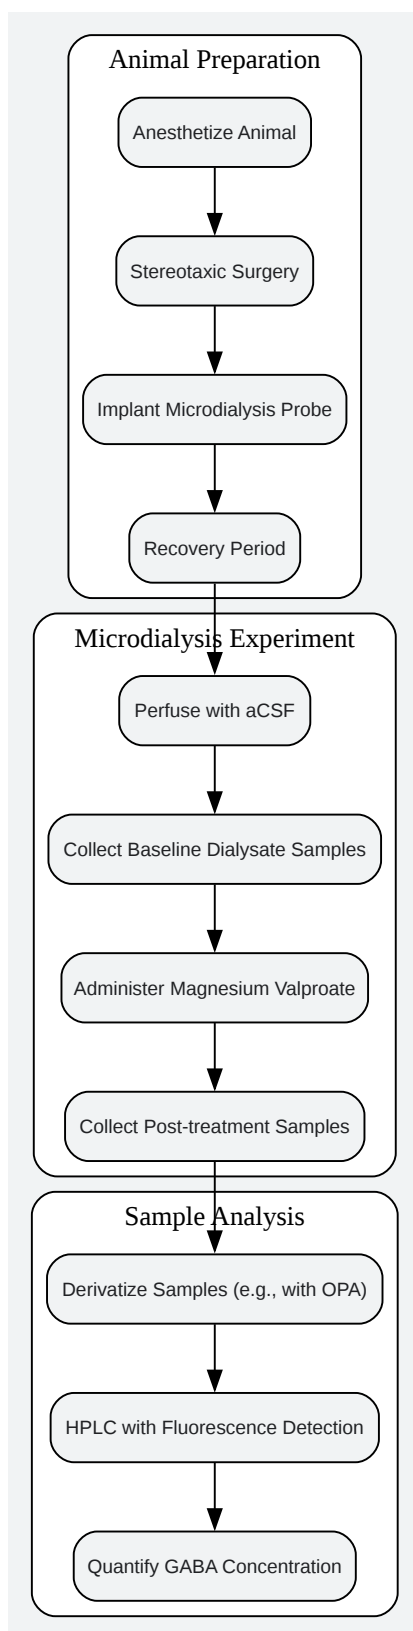 Animal Preparation
Anesthetize Animal
Stereotaxic Surgery
Implant Microdialysis Probe
Recovery Period
Microdialysis Experiment
Perfuse with aCSF
Collect Baseline Dialysate Samples
Administer Magnesium Valproate
Collect Post-treatment Samples
Sample Analysis
Derivatize Samples (e.g., with OPA)
HPLC with Fluorescence Detection
Quantify GABA Concentration